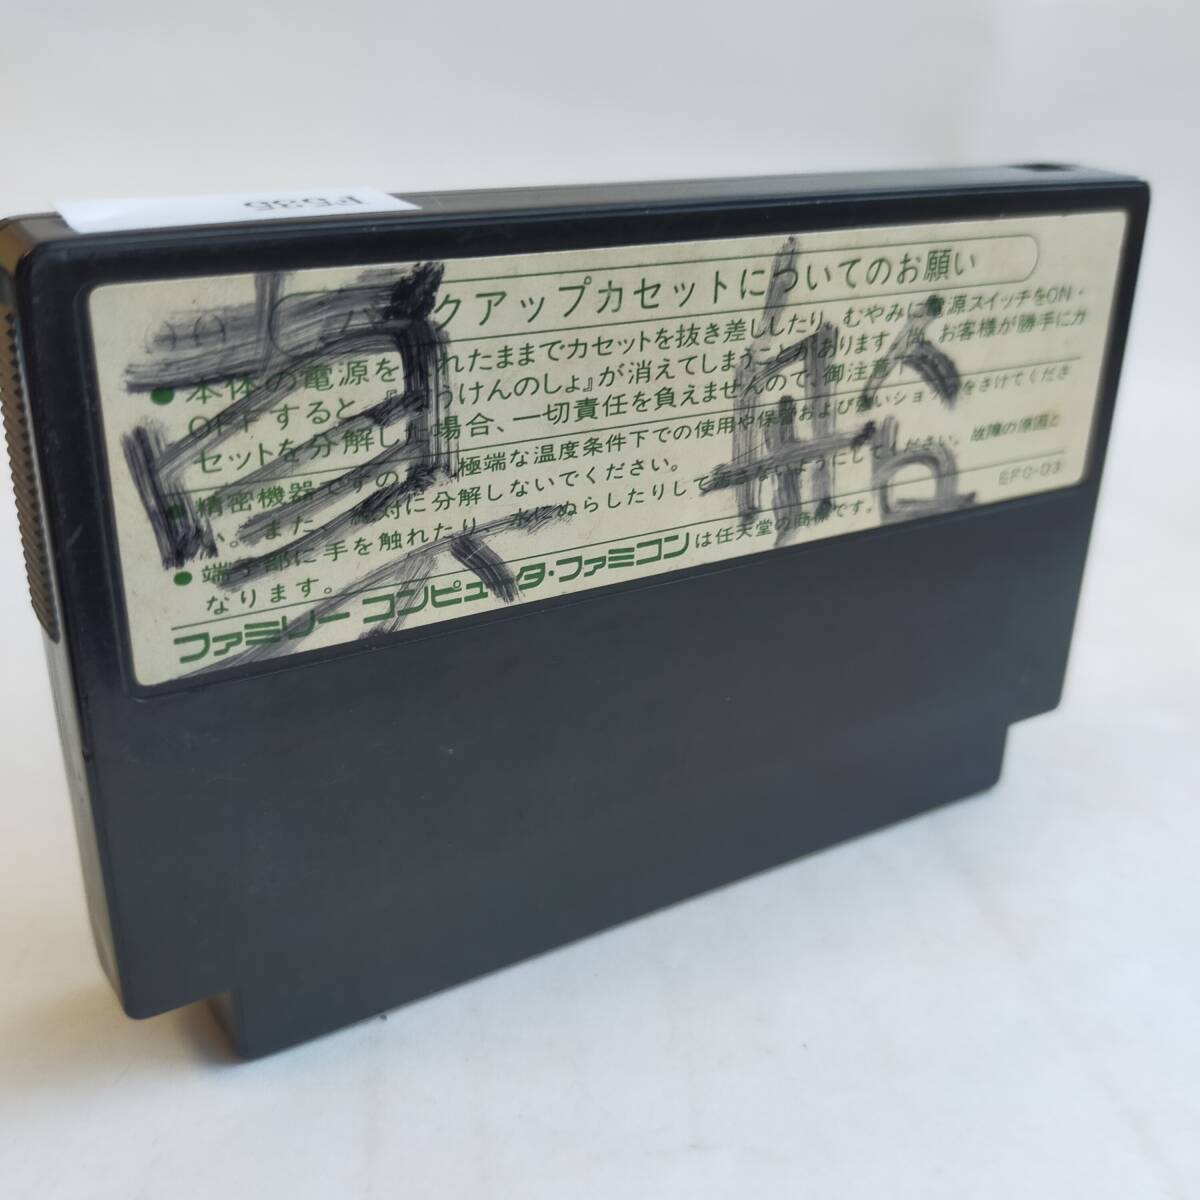 F535
バックアップカセットについてのお願い
● 本体の電源を入れたままでカセットを抜き差ししたり、むやみに電源スイッチをON・
OFFすると、『ぼうけんのしょ』が消えてしまうことがあります。尚、お客様が勝手にカ
セットを分解した場合、一切責任を負えませんので、御注意下さい。
● 精密機器ですので、極端な温度条件下での使用や保管および強いショックをさけてくださ
い。また、絶対に分解しないでください。
● 端子部に手を触れたり、水にぬらしたりして汚さないようにしてください。故障の原因と
なります。
EFC-D3
ファミリーコンピュータ・ファミコンは任天堂の商標です。